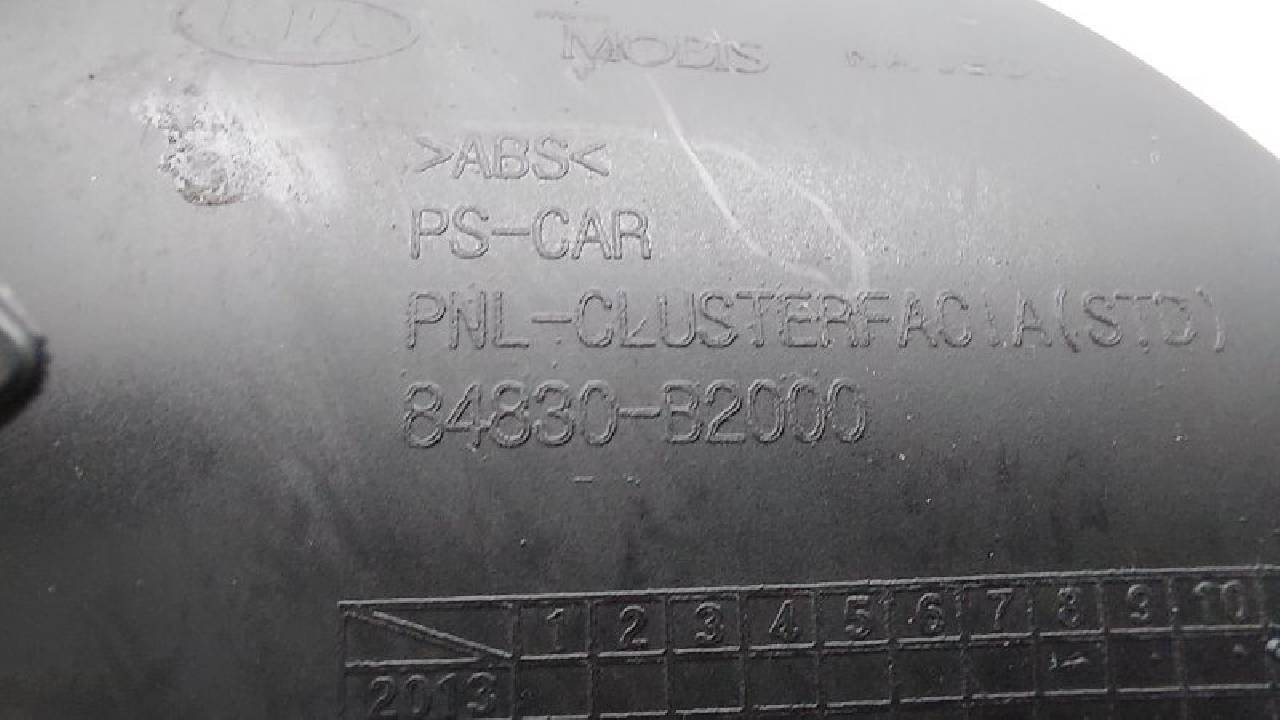 KIA MOBIS
>ABS<
PS-CAR
PNL-CLUSTERFACIA(STD)
84830-B2000
1 2 3 4 5 6 7 8 9 10
2013